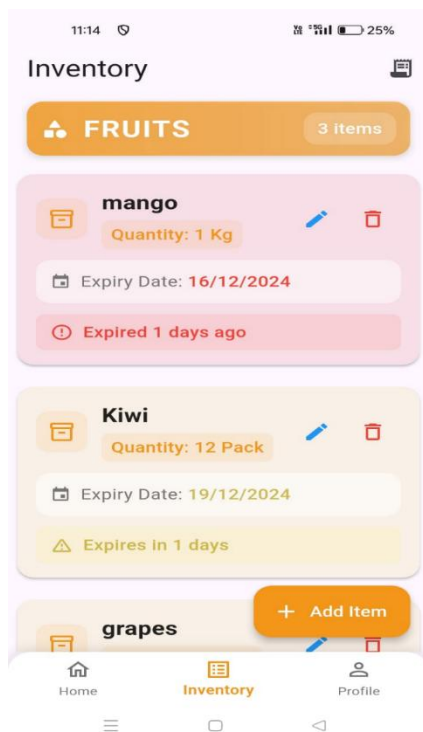 11:14
25%
Inventory
FRUITS
3 items
mango
Quantity: 1 Kg
Expiry Date: 16/12/2024
Expired 1 days ago
Kiwi
Quantity: 12 Pack
Expiry Date: 19/12/2024
Expires in 1 days
+ Add Item
grapes
Home
Inventory
Profile